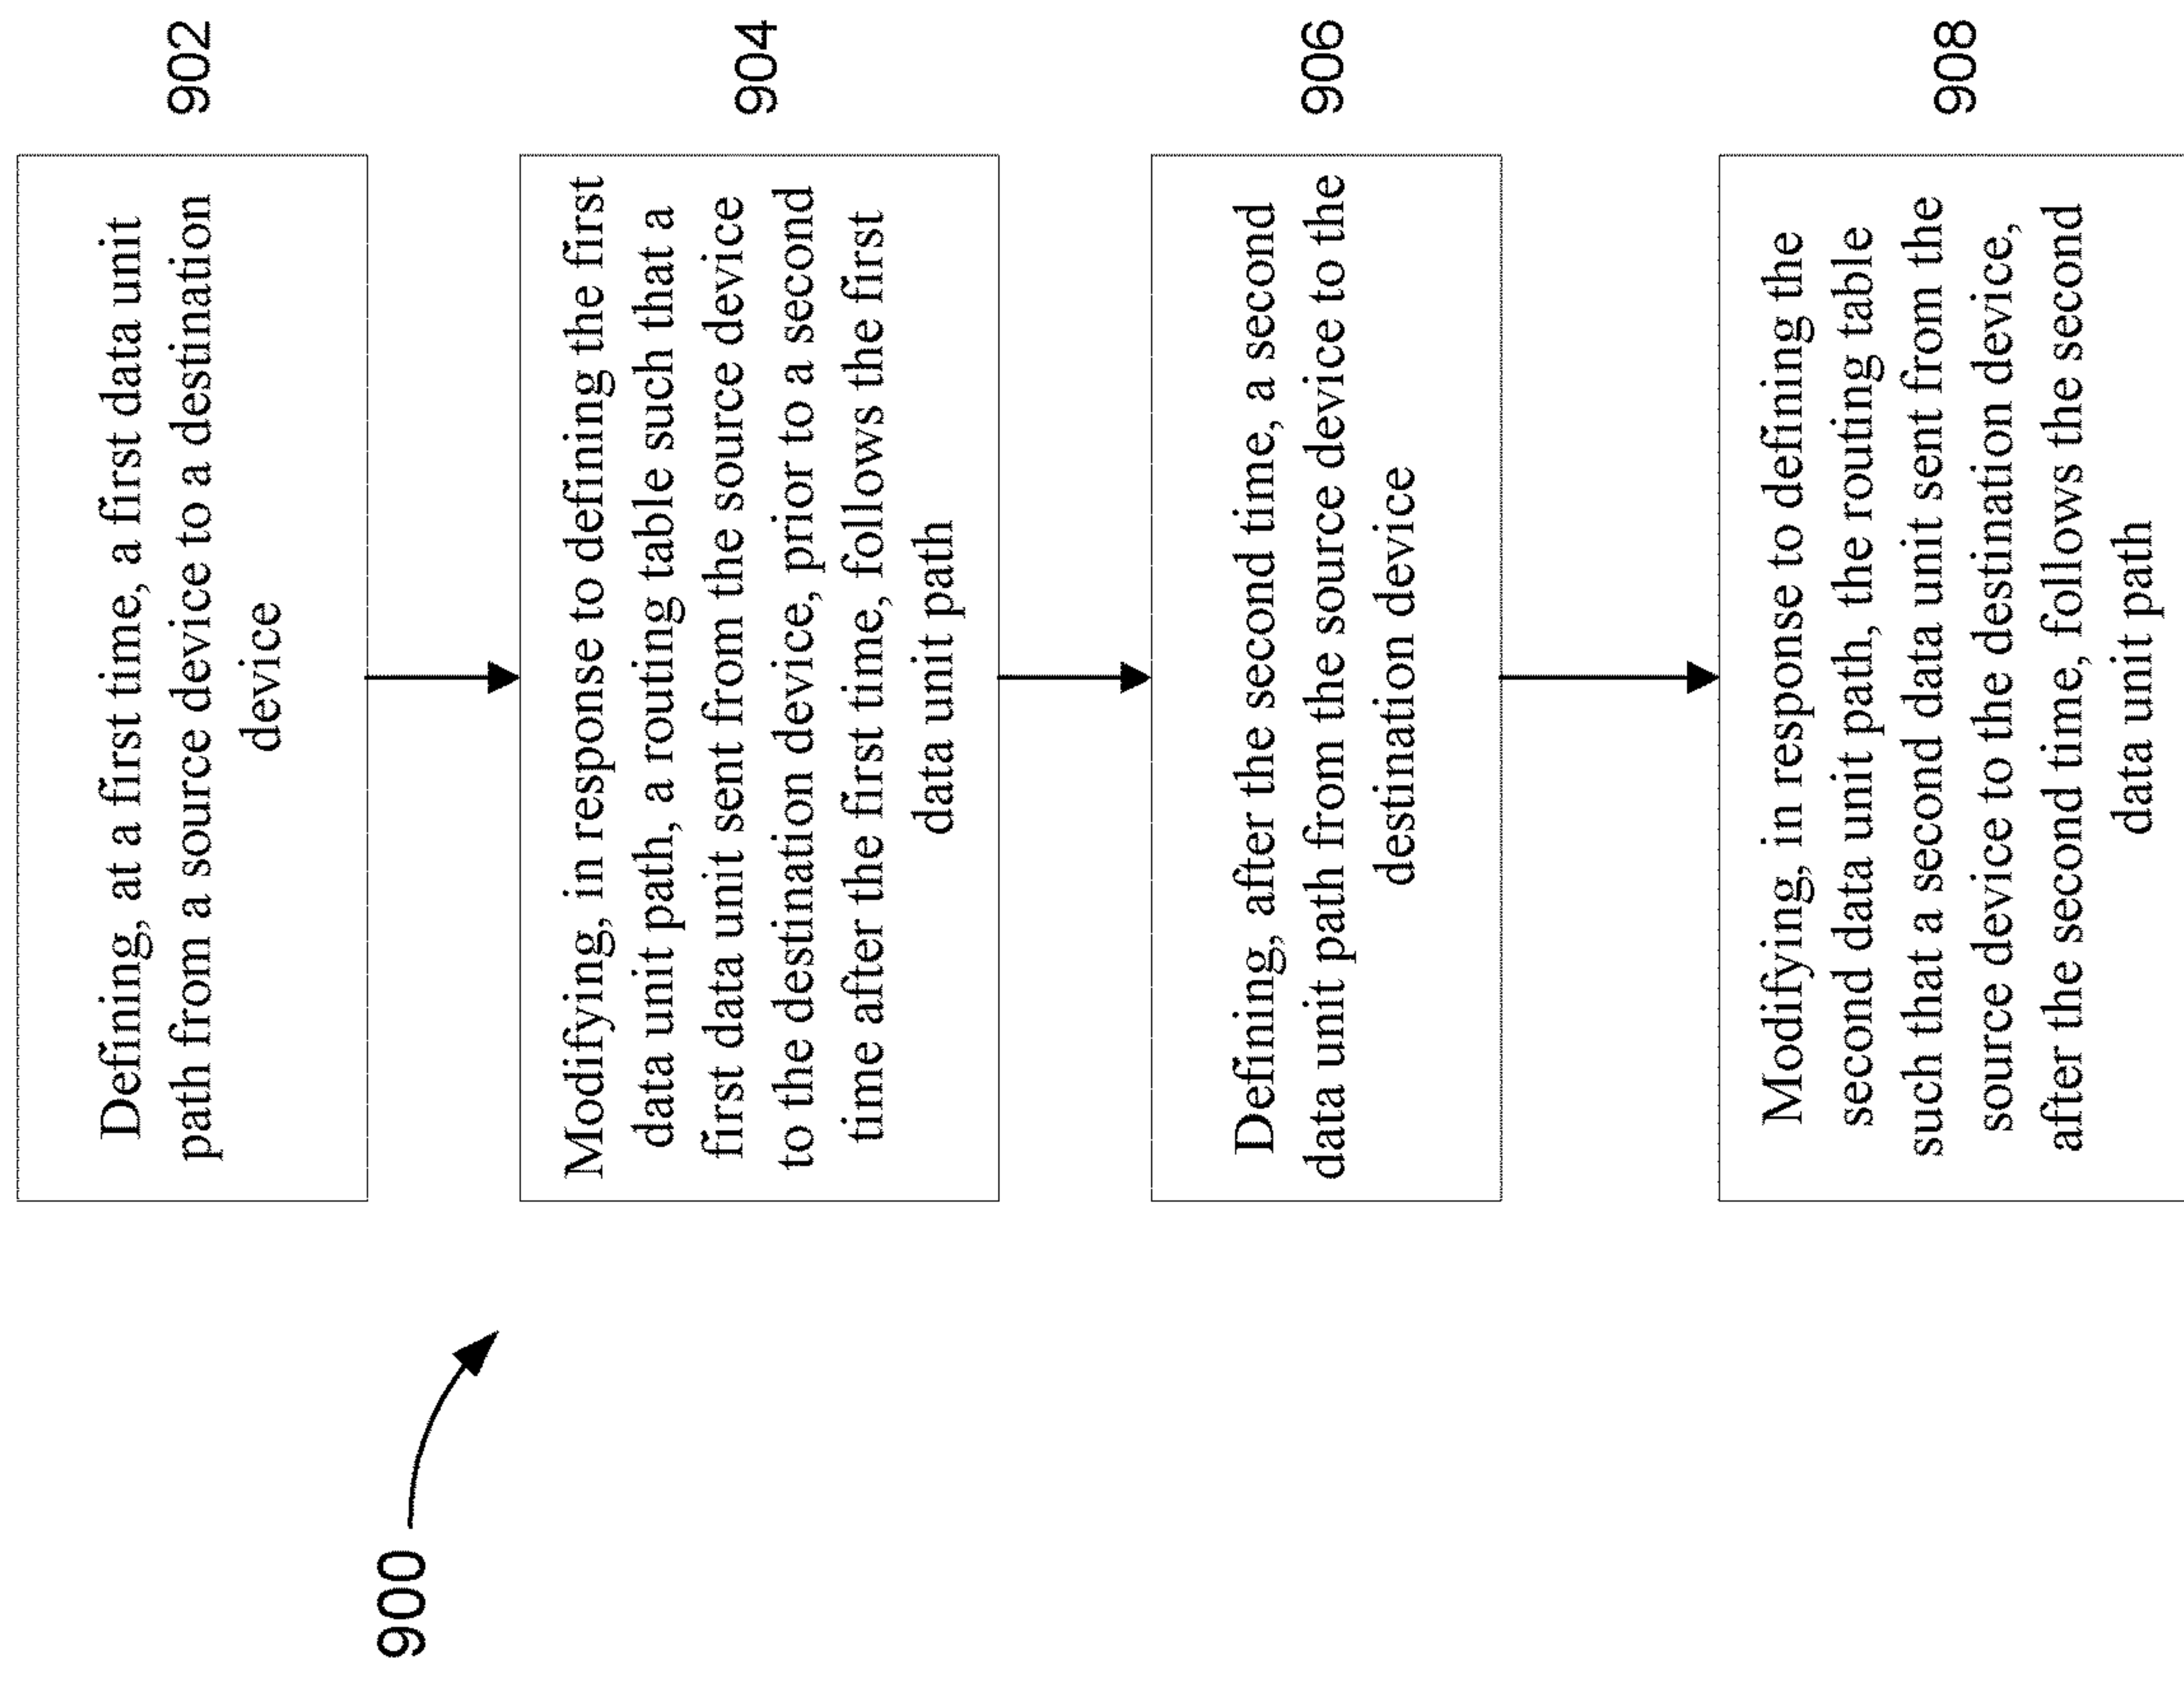 900
Defining, at a first time, a first data unit
path from a source device to a destination
device
902
Modifying, in response to defining the first
data unit path, a routing table such that a
first data unit sent from the source device
to the destination device, prior to a second
time after the first time, follows the first
data unit path
904
Defining, after the second time, a second
data unit path from the source device to the
destination device
906
Modifying, in response to defining the
second data unit path, the routing table
such that a second data unit sent from the
source device to the destination device,
after the second time, follows the second
data unit path
908